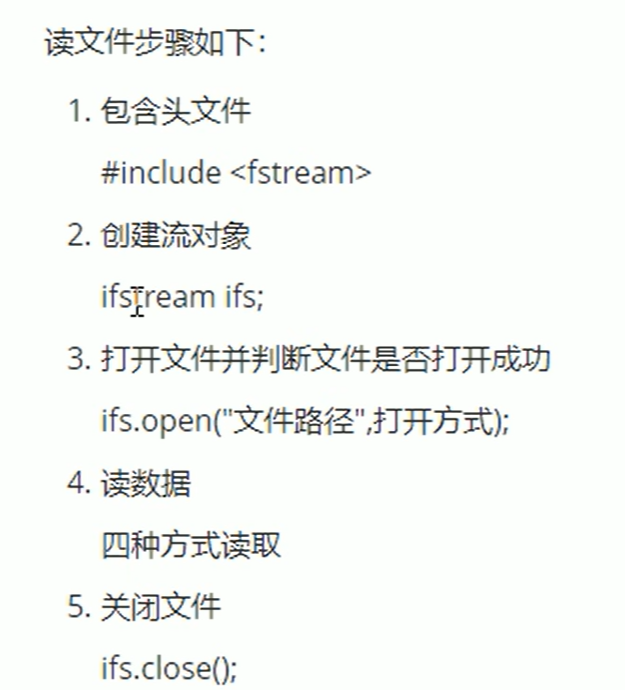 读文件步骤如下：
1. 包含头文件
#include <fstream>
2. 创建流对象
ifstream ifs;
3. 打开文件并判断文件是否打开成功
ifs.open("文件路径",打开方式);
4. 读数据
四种方式读取
5. 关闭文件
ifs.close();